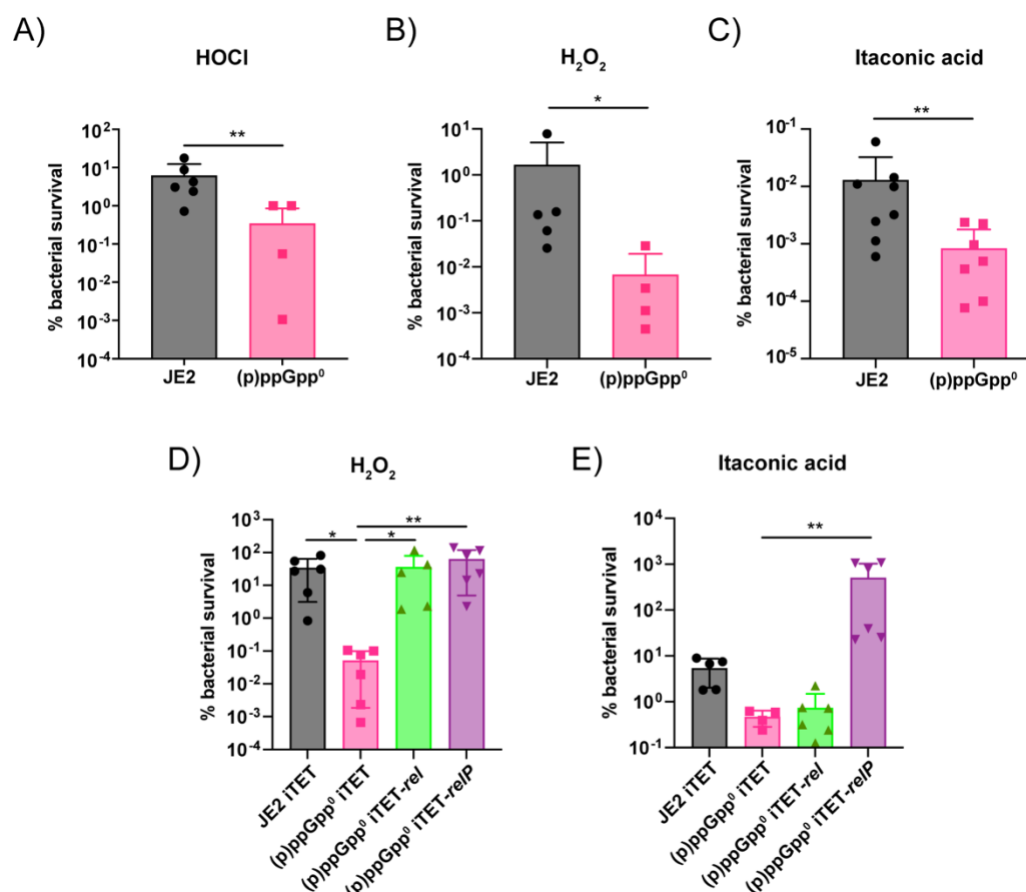 A)
HOCl
**
% bacterial survival
10²
10¹
10⁰
10⁻¹
10⁻²
10⁻³
10⁻⁴
JE2
(p)ppGpp⁰
B)
H₂O₂
*
% bacterial survival
10¹
10⁰
10⁻¹
10⁻²
10⁻³
10⁻⁴
JE2
(p)ppGpp⁰
C)
Itaconic acid
**
% bacterial survival
10⁻¹
10⁻²
10⁻³
10⁻⁴
10⁻⁵
JE2
(p)ppGpp⁰
D)
H₂O₂
**
* *
% bacterial survival
10³
10²
10¹
10⁰
10⁻¹
10⁻²
10⁻³
10⁻⁴
JE2 iTET
(p)ppGpp⁰ iTET
(p)ppGpp⁰ iTET-rel
(p)ppGpp⁰ iTET-relP
E)
Itaconic acid
**
% bacterial survival
10⁴
10³
10²
10¹
10⁰
10⁻¹
JE2 iTET
(p)ppGpp⁰ iTET
(p)ppGpp⁰ iTET-rel
(p)ppGpp⁰ iTET-relP